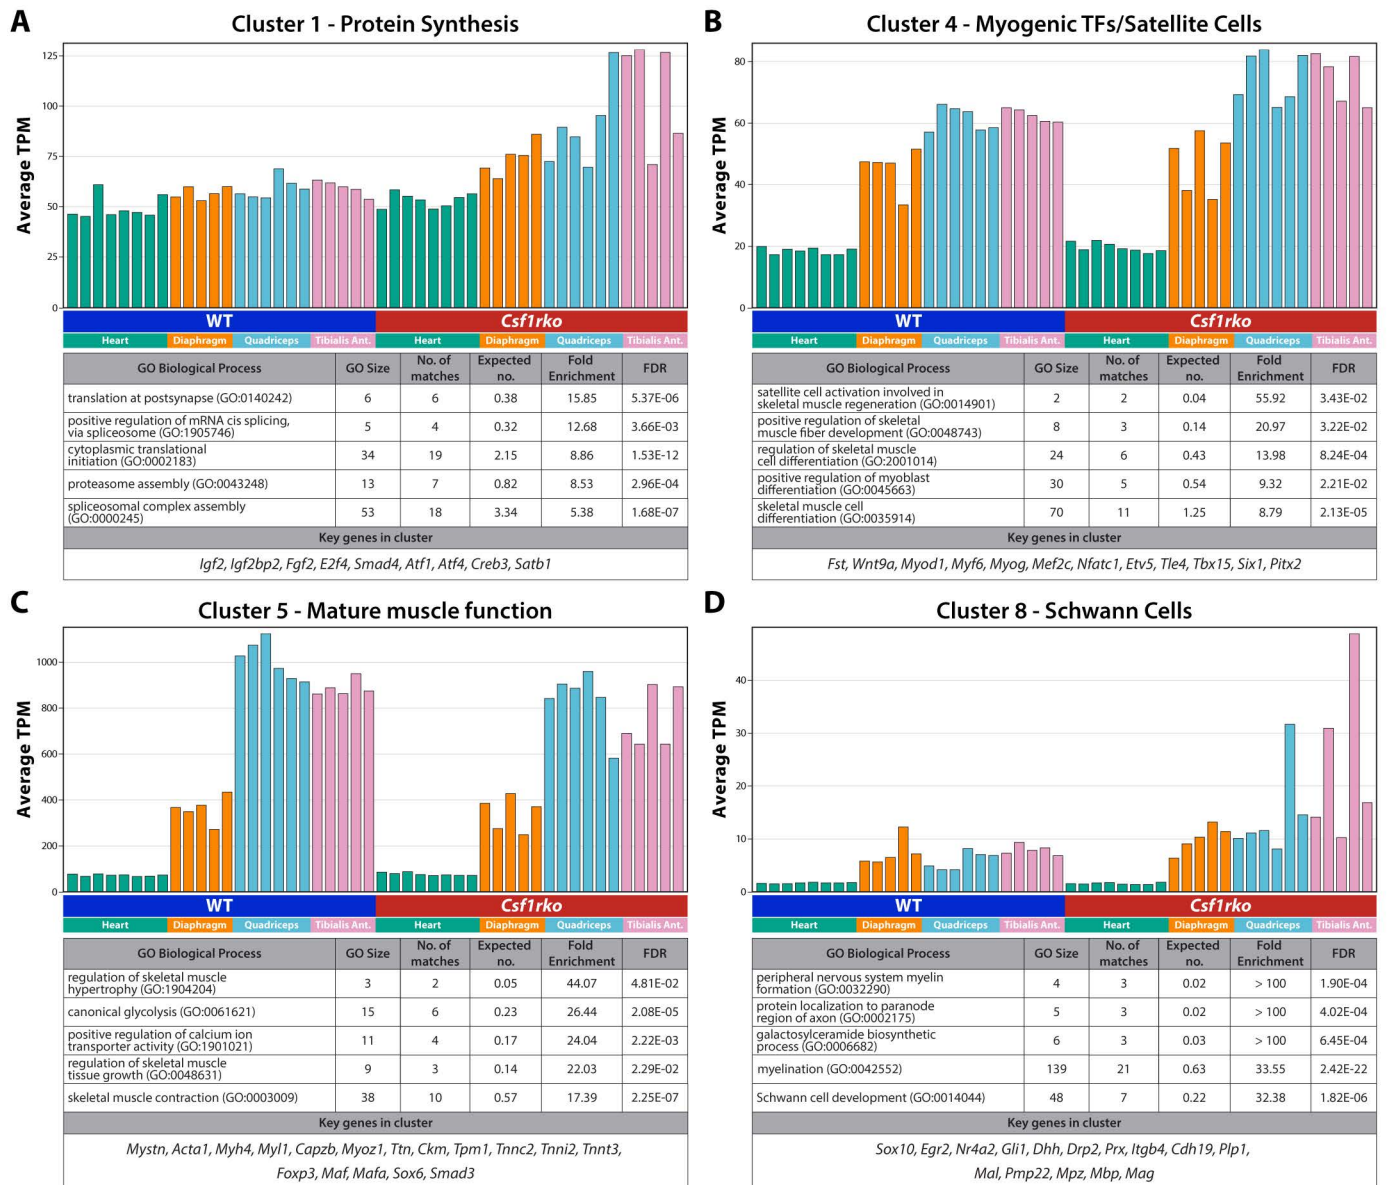 A
Cluster 1 - Protein Synthesis
Average TPM
125
100
75
50
25
0
WT
Csf1rko
Heart
Diaphragm
Quadriceps
Tibialis Ant.
Heart
Diaphragm
Quadriceps
Tibialis Ant.
GO Biological Process GO Size No. of matches Expected no. Fold Enrichment FDR
translation at postsynapse (GO:0140242) 6 6 0.38 15.85 5.37E-06
positive regulation of mRNA cis splicing,
via spliceosome (GO:1905746) 5 4 0.32 12.68 3.66E-03
cytoplasmic translational
initiation (GO:0002183) 34 19 2.15 8.86 1.53E-12
proteasome assembly (GO:0043248) 13 7 0.82 8.53 2.96E-04
spliceosomal complex assembly
(GO:0000245) 53 18 3.34 5.38 1.68E-07
Key genes in cluster
Igf2, Igf2bp2, Fgf2, E2f4, Smad4, Atf1, Atf4, Creb3, Satb1
B
Cluster 4 - Myogenic TFs/Satellite Cells
Average TPM
80
60
40
20
0
WT
Csf1rko
Heart
Diaphragm
Quadriceps
Tibialis Ant.
Heart
Diaphragm
Quadriceps
Tibialis Ant.
GO Biological Process GO Size No. of matches Expected no. Fold Enrichment FDR
satellite cell activation involved in
skeletal muscle regeneration (GO:0014901) 2 2 0.04 55.92 3.43E-02
positive regulation of skeletal
muscle fiber development (GO:0048743) 8 3 0.14 20.97 3.22E-02
regulation of skeletal muscle
cell differentiation (GO:2001014) 24 6 0.43 13.98 8.24E-04
positive regulation of myoblast
differentiation (GO:0045663) 30 5 0.54 9.32 2.21E-02
skeletal muscle cell
differentiation (GO:0035914) 70 11 1.25 8.79 2.13E-05
Key genes in cluster
Fst, Wnt9a, Myod1, Myf6, Myog, Mef2c, Nfatc1, Etv5, Tle4, Tbx15, Six1, Pitx2
C
Cluster 5 - Mature muscle function
Average TPM
1000
800
600
400
200
0
WT
Csf1rko
Heart
Diaphragm
Quadriceps
Tibialis Ant.
Heart
Diaphragm
Quadriceps
Tibialis Ant.
GO Biological Process GO Size No. of matches Expected no. Fold Enrichment FDR
regulation of skeletal muscle
hypertrophy (GO:1904204) 3 2 0.05 44.07 4.81E-02
canonical glycolysis (GO:0061621) 15 6 0.23 26.44 2.08E-05
positive regulation of calcium ion
transporter activity (GO:1901021) 11 4 0.17 24.04 2.22E-03
regulation of skeletal muscle
tissue growth (GO:0048631) 9 3 0.14 22.03 2.29E-02
skeletal muscle contraction (GO:0003009) 38 10 0.57 17.39 2.25E-07
Key genes in cluster
Mystn, Acta1, Myh4, Myl1, Capzb, Myoz1, Ttn, Ckm, Tpm1, Tnnc2, Tnni2, Tnnt3,
Foxp3, Maf, Mafa, Sox6, Smad3
D
Cluster 8 - Schwann Cells
Average TPM
40
30
20
10
0
WT
Csf1rko
Heart
Diaphragm
Quadriceps
Tibialis Ant.
Heart
Diaphragm
Quadriceps
Tibialis Ant.
GO Biological Process GO Size No. of matches Expected no. Fold Enrichment FDR
peripheral nervous system myelin
formation (GO:0032290) 4 3 0.02 > 100 1.90E-04
protein localization to paranode
region of axon (GO:0002175) 5 3 0.02 > 100 4.02E-04
galactosylceramide biosynthetic
process (GO:0006682) 6 3 0.03 > 100 6.45E-04
myelination (GO:0042552) 139 21 0.63 33.55 2.42E-22
Schwann cell development (GO:0014044) 48 7 0.22 32.38 1.82E-06
Key genes in cluster
Sox10, Egr2, Nr4a2, Gli1, Dhh, Drp2, Prx, Itgb4, Cdh19, Plp1,
Mal, Pmp22, Mpz, Mbp, Mag